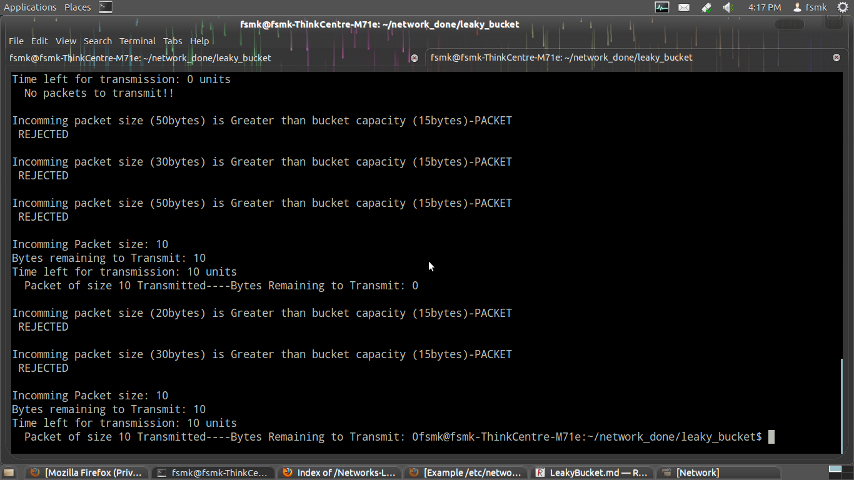 Applications Places 4:17 PM fsmk
fsmk@fsmk-ThinkCentre-M71e: ~/network_done/leaky_bucket
File Edit View Search Terminal Tabs Help
fsmk@fsmk-ThinkCentre-M71e: ~/network_done/leaky_bucket fsmk@fsmk-ThinkCentre-M71e: ~/network_done/leaky_bucket
Time left for transmission: 0 units
No packets to transmit!!
Incomming packet size (50bytes) is Greater than bucket capacity (15bytes)-PACKET
REJECTED
Incomming packet size (30bytes) is Greater than bucket capacity (15bytes)-PACKET
REJECTED
Incomming packet size (50bytes) is Greater than bucket capacity (15bytes)-PACKET
REJECTED
Incomming Packet size: 10
Bytes remaining to Transmit: 10
Time left for transmission: 10 units
Packet of size 10 Transmitted----Bytes Remaining to Transmit: 0
Incomming packet size (20bytes) is Greater than bucket capacity (15bytes)-PACKET
REJECTED
Incomming packet size (30bytes) is Greater than bucket capacity (15bytes)-PACKET
REJECTED
Incomming Packet size: 10
Bytes remaining to Transmit: 10
Time left for transmission: 10 units
Packet of size 10 Transmitted----Bytes Remaining to Transmit: 0fsmk@fsmk-ThinkCentre-M71e:~/network_done/leaky_bucket$
[Mozilla Firefox (Priv... fsmk@fsmk-ThinkCe... Index of /Networks-L... [Example /etc/netwo... LeakyBucket.md — R... [Network]